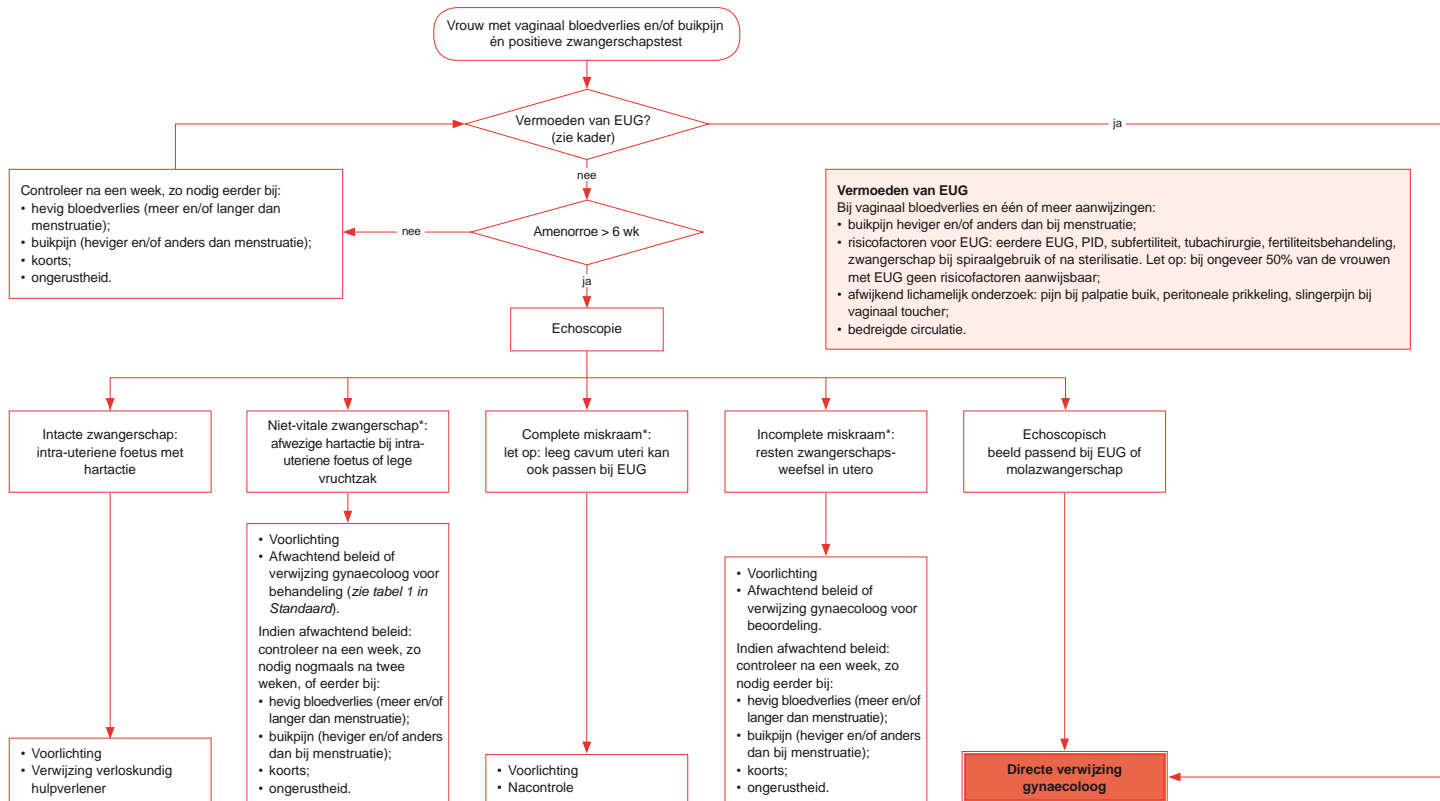 Vrouw met vaginaal bloedverlies en/of buikpijn
én positieve zwangerschapstest
Vermoeden van EUG?
(zie kader)
ja
nee
Controleer na een week, zo nodig eerder bij:
• hevig bloedverlies (meer en/of langer dan
menstruatie);
• buikpijn (heviger en/of anders dan menstruatie);
• koorts;
• ongerustheid.
nee
Amenorroe > 6 wk
ja
Vermoeden van EUG
Bij vaginaal bloedverlies en één of meer aanwijzingen:
• buikpijn heviger en/of anders dan bij menstruatie;
• risicofactoren voor EUG: eerdere EUG, PID, subfertiliteit, tubachirurgie, fertiliteitsbehandeling,
zwangerschap bij spiraalgebruik of na sterilisatie. Let op: bij ongeveer 50% van de vrouwen
met EUG geen risicofactoren aanwijsbaar;
• afwijkend lichamelijk onderzoek: pijn bij palpatie buik, peritoneale prikkeling, slingerpijn bij
vaginaal toucher;
• bedreigde circulatie.
Echoscopie
Intacte zwangerschap:
intra-uteriene foetus met
hartactie
Niet-vitale zwangerschap*:
afwezige hartactie bij intra-
uteriene foetus of lege
vruchtzak
Complete miskraam*:
let op: leeg cavum uteri kan
ook passen bij EUG
Incomplete miskraam*:
resten zwangerschaps-
weefsel in utero
Echoscopisch
beeld passend bij EUG of
molazwangerschap
• Voorlichting
• Afwachtend beleid of
verwijzing gynaecoloog voor
behandeling (zie tabel 1 in
Standaard).
Indien afwachtend beleid:
controleer na een week, zo
nodig nogmaals na twee
weken, of eerder bij:
• hevig bloedverlies (meer en/of
langer dan menstruatie);
• buikpijn (heviger en/of anders
dan bij menstruatie);
• koorts;
• ongerustheid.
• Voorlichting
• Afwachtend beleid of
verwijzing gynaecoloog voor
beoordeling.
Indien afwachtend beleid:
controleer na een week, zo
nodig eerder bij:
• hevig bloedverlies (meer en/of
langer dan menstruatie);
• buikpijn (heviger en/of anders
dan bij menstruatie);
• koorts;
• ongerustheid.
• Voorlichting
• Verwijzing verloskundig
hulpverlener
• Voorlichting
• Nacontrole
Directe verwijzing
gynaecoloog